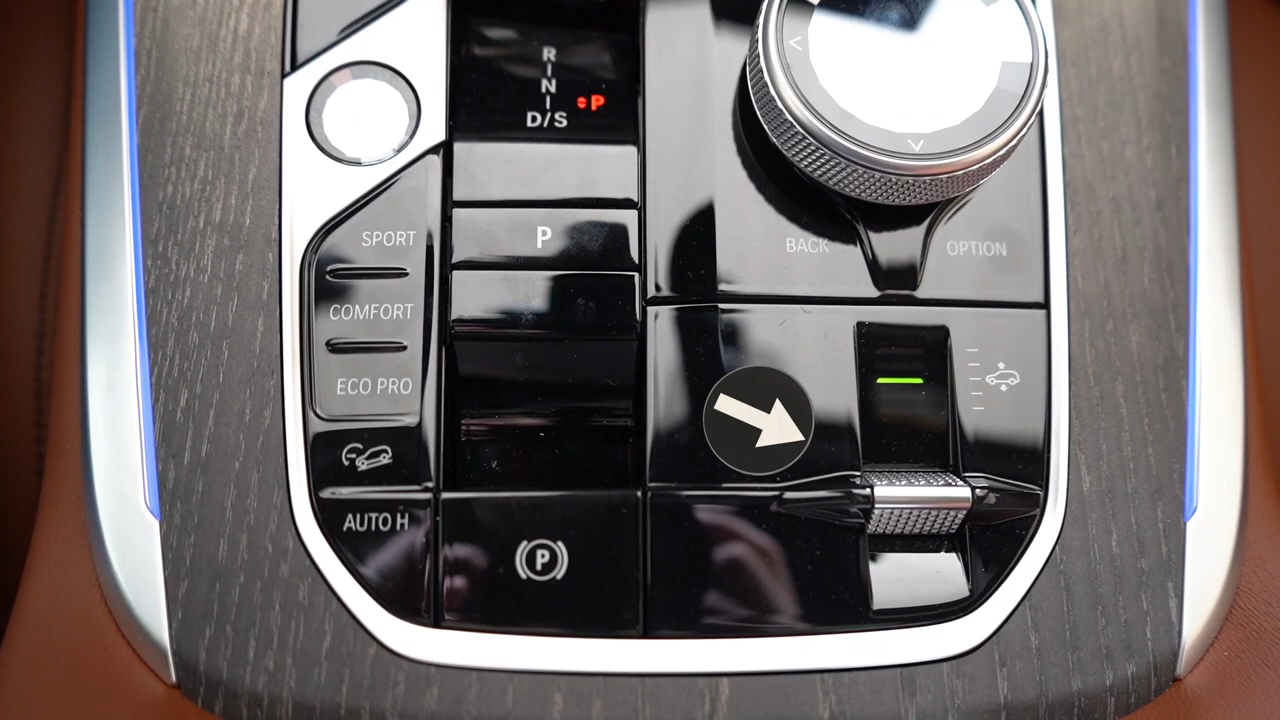 R
N
D/S
P
P
SPORT
COMFORT
ECO PRO
AUTO H
P
BACK
OPTION